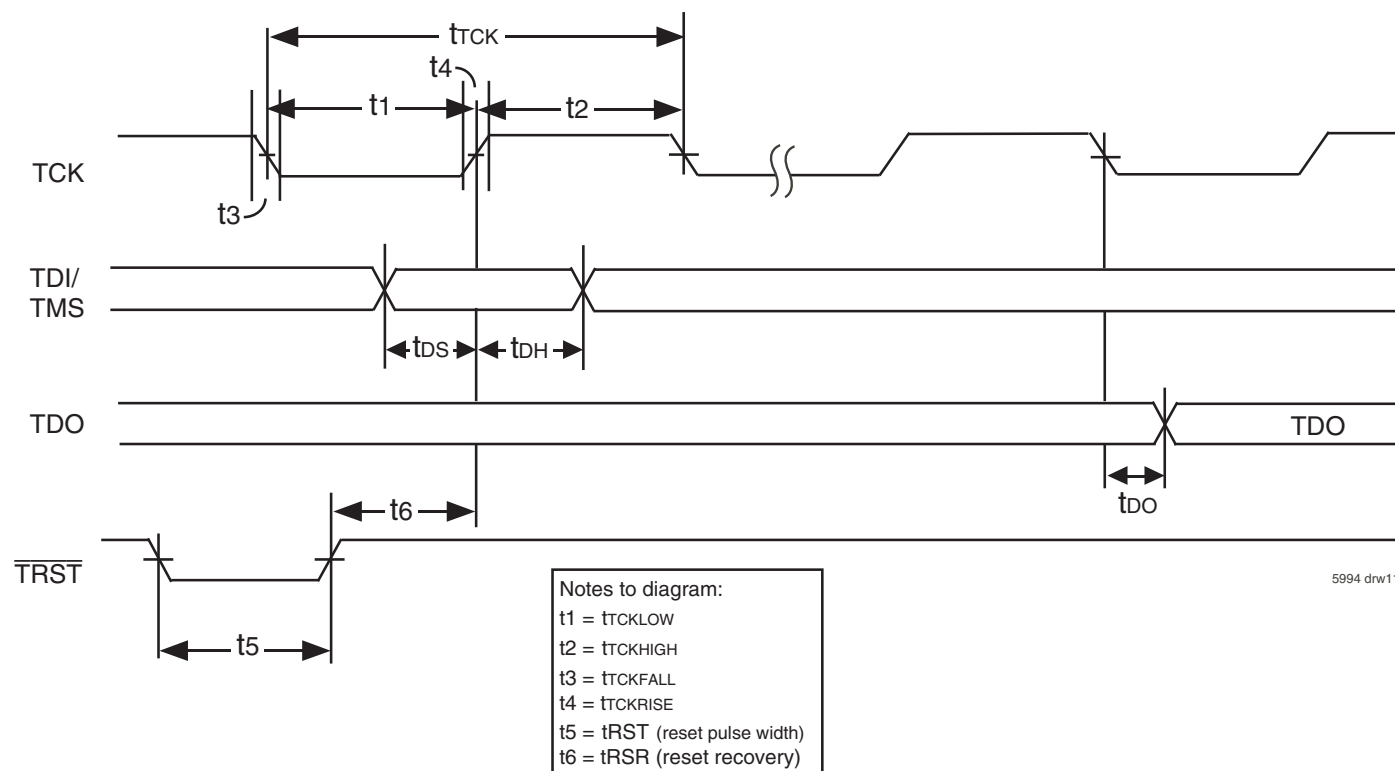 tTCK
t4
t1
t2
TCK
t3
TDI/
TMS
tDS
tDH
TDO
TDO
tDO
t6
TRST
5994 drw11
t5
Notes to diagram:
t1 = tTCKLOW
t2 = tTCKHIGH
t3 = tTCKFALL
t4 = tTCKRISE
t5 = tRST (reset pulse width)
t6 = tRSR (reset recovery)